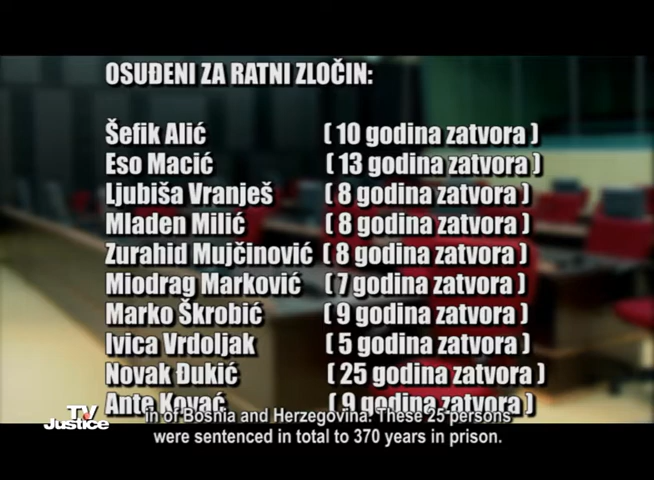 OSUĐENI ZA RATNI ZLOČIN:
Šefik Alić ( 10 godina zatvora )
Eso Macić ( 13 godina zatvora )
Ljubiša Vranješ ( 8 godina zatvora )
Mladen Milić ( 8 godina zatvora )
Zurahid Mujčinović ( 8 godina zatvora )
Miodrag Marković ( 7 godina zatvora )
Marko Škrobić ( 9 godina zatvora )
Ivica Vrdoljak ( 5 godina zatvora )
Novak Đukić ( 25 godina zatvora )
Ante Kovać ( 9 godina zatvora )
in of Bosnia and Herzegovina. These 25 persons
were sentenced in total to 370 years in prison.
TV
Justice